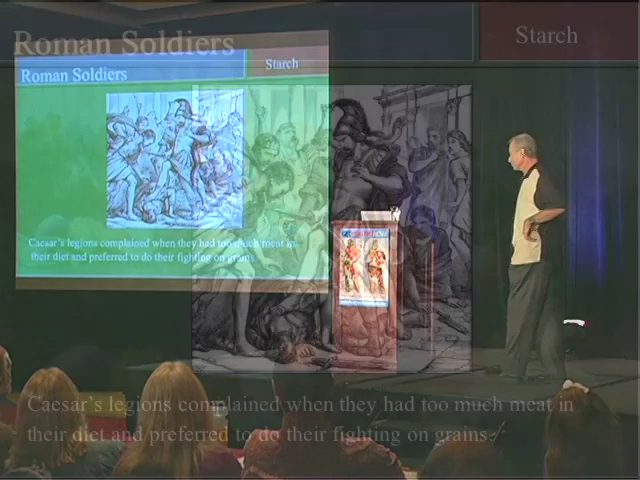 Roman Soldiers
Starch
Roman Soldiers
Starch
Caesar's legions complained when they had too much meat in
their diet and preferred to do their fighting on grains.
Caesar's legions complained when they had too much meat in
their diet and preferred to do their fighting on grains.